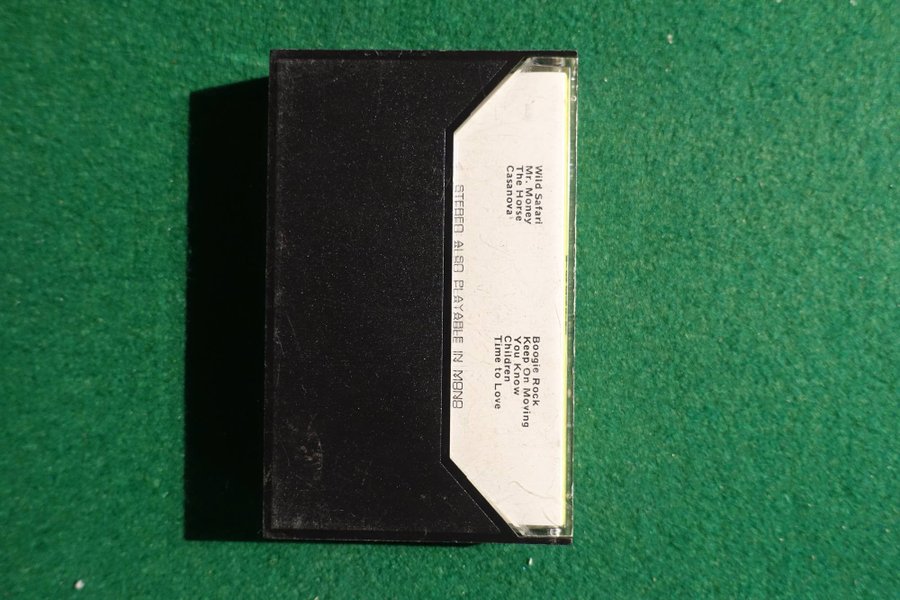 Wild Safari
Mr. Money
The Horse
Casanova
Boogie Rock
Keep On Moving
You Know
Children
Time to Love
STEREO ALSO PLAYABLE IN MONO